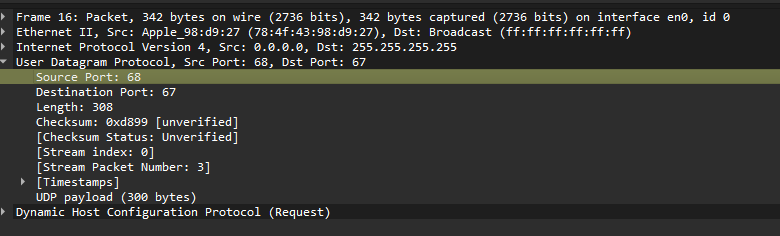 Frame 16: Packet, 342 bytes on wire (2736 bits), 342 bytes captured (2736 bits) on interface en0, id 0
Ethernet II, Src: Apple_98:d9:27 (78:4f:43:98:d9:27), Dst: Broadcast (ff:ff:ff:ff:ff:ff)
Internet Protocol Version 4, Src: 0.0.0.0, Dst: 255.255.255.255
User Datagram Protocol, Src Port: 68, Dst Port: 67
Source Port: 68
Destination Port: 67
Length: 308
Checksum: 0xd899 [unverified]
[Checksum Status: Unverified]
[Stream index: 0]
[Stream Packet Number: 3]
[Timestamps]
UDP payload (300 bytes)
Dynamic Host Configuration Protocol (Request)